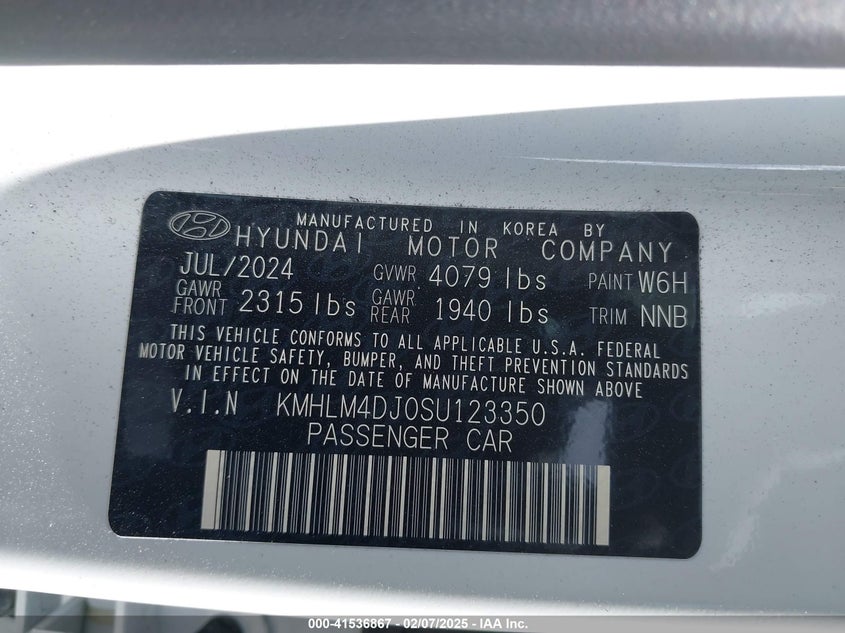 MANUFACTURED IN KOREA BY
HYUNDAI MOTOR COMPANY
JUL/2024 GVWR 4079 lbs PAINT W6H
GAWR FRONT 2315 lbs GAWR REAR 1940 lbs TRIM NNB
THIS VEHICLE CONFORMS TO ALL APPLICABLE U.S.A. FEDERAL
MOTOR VEHICLE SAFETY, BUMPER, AND THEFT PREVENTION STANDARDS
IN EFFECT ON THE DATE OF MANUFACTURE SHOWN ABOVE
V.I.N KMHLM4DJ0SU123350
PASSENGER CAR
000-41536867 - 02/07/2025 - IAA Inc.